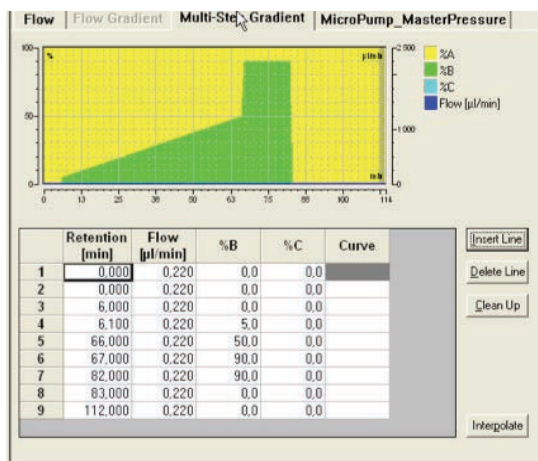 Flow Flow Gradient Multi-Step Gradient MicroPump_MasterPressure
100 % µl/min 2 500 %A
%B
%C
Flow [µl/min]
50 1 000
0 min 0
0 13 25 38 50 63 75 88 100 114
Retention [min] Flow [µl/min] %B %C Curve
1 0,000 0,220 0,0 0,0
2 0,000 0,220 0,0 0,0
3 6,000 0,220 0,0 0,0
4 6,100 0,220 5,0 0,0
5 66,000 0,220 50,0 0,0
6 67,000 0,220 90,0 0,0
7 82,000 0,220 90,0 0,0
8 83,000 0,220 0,0 0,0
9 112,000 0,220 0,0 0,0
Insert Line
Delete Line
Clean Up
Interpolate